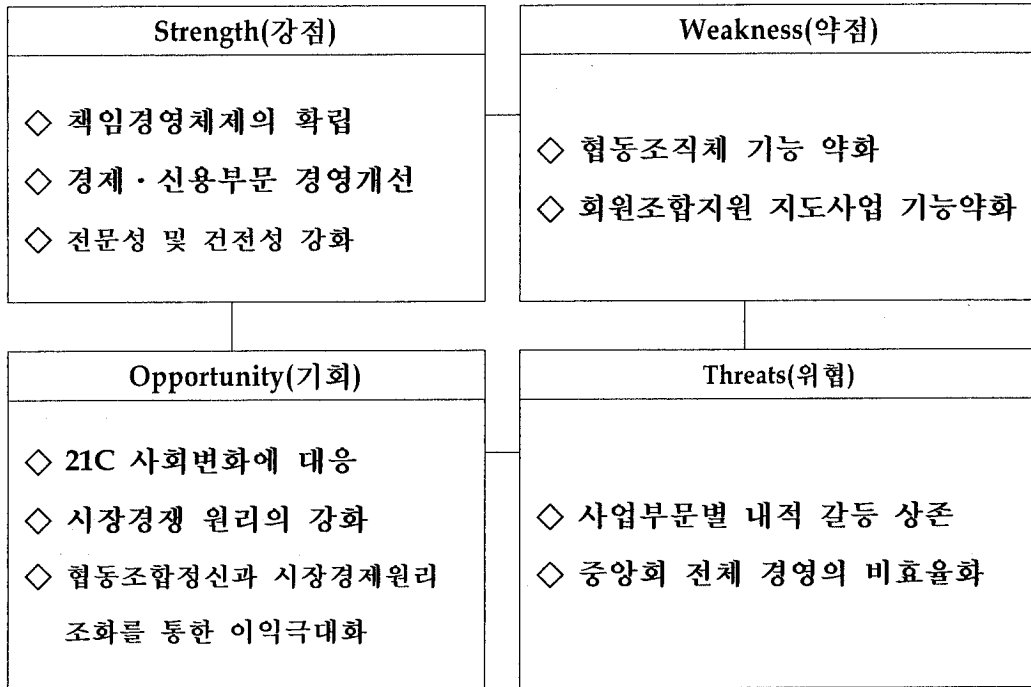 Strength(강점)
◇ 책임경영체제의 확립
◇ 경제·신용부문 경영개선
◇ 전문성 및 건전성 강화
Weakness(약점)
◇ 협동조직체 기능 약화
◇ 회원조합지원 지도사업 기능약화
Opportunity(기회)
◇ 21C 사회변화에 대응
◇ 시장경쟁 원리의 강화
◇ 협동조합정신과 시장경제원리
조화를 통한 이익극대화
Threats(위협)
◇ 사업부문별 내적 갈등 상존
◇ 중앙회 전체 경영의 비효율화